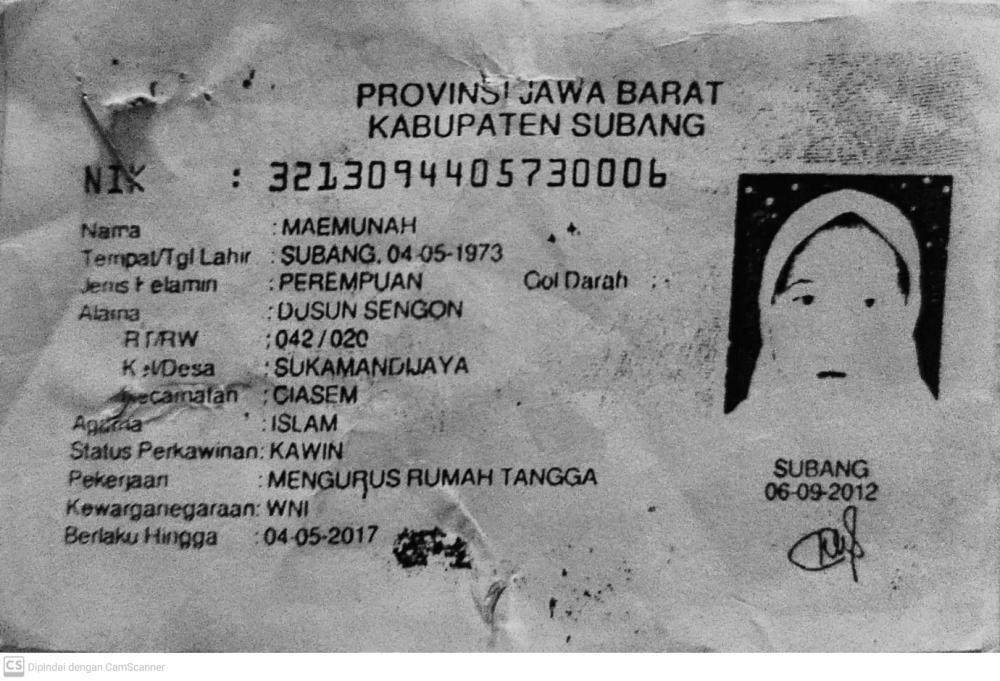 PROVINSI JAWA BARAT
KABUPATEN SUBANG
NIK : 3213094405730006
Nama : MAEMUNAH
Tempat/Tgl Lahir : SUBANG, 04-05-1973
Jenis Kelamin : PEREMPUAN Gol Darah : -
Alamat : DUSUN SENGON
RT/RW : 042/020
Kel/Desa : SUKAMANDIJAYA
Kecamatan : CIASEM
Agama : ISLAM
Status Perkawinan: KAWIN
Pekerjaan : MENGURUS RUMAH TANGGA
Kewarganegaraan: WNI
Berlaku Hingga : 04-05-2017
SUBANG
06-09-2012
CS Dipindai dengan CamScanner